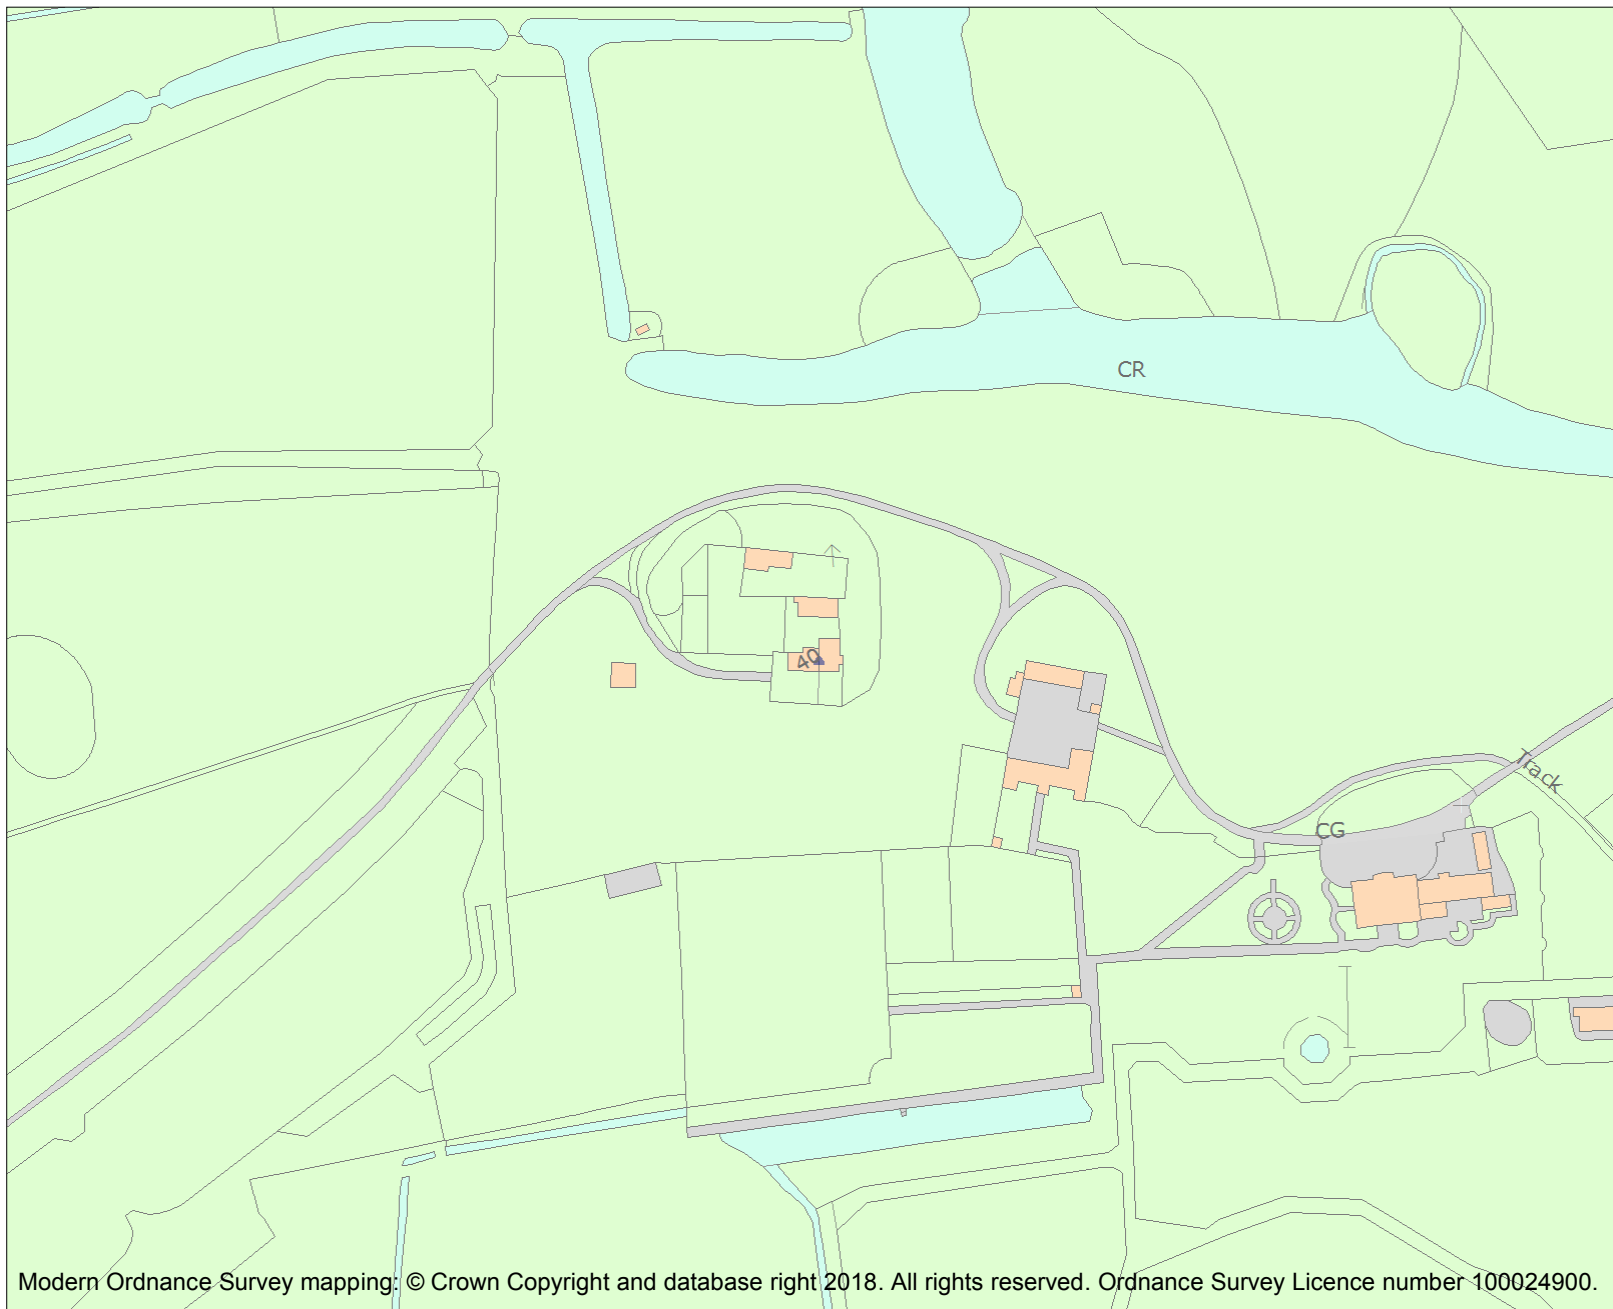 CR
40
Track
CG
Modern Ordnance Survey mapping: © Crown Copyright and database right 2018. All rights reserved. Ordnance Survey Licence number 100024900.